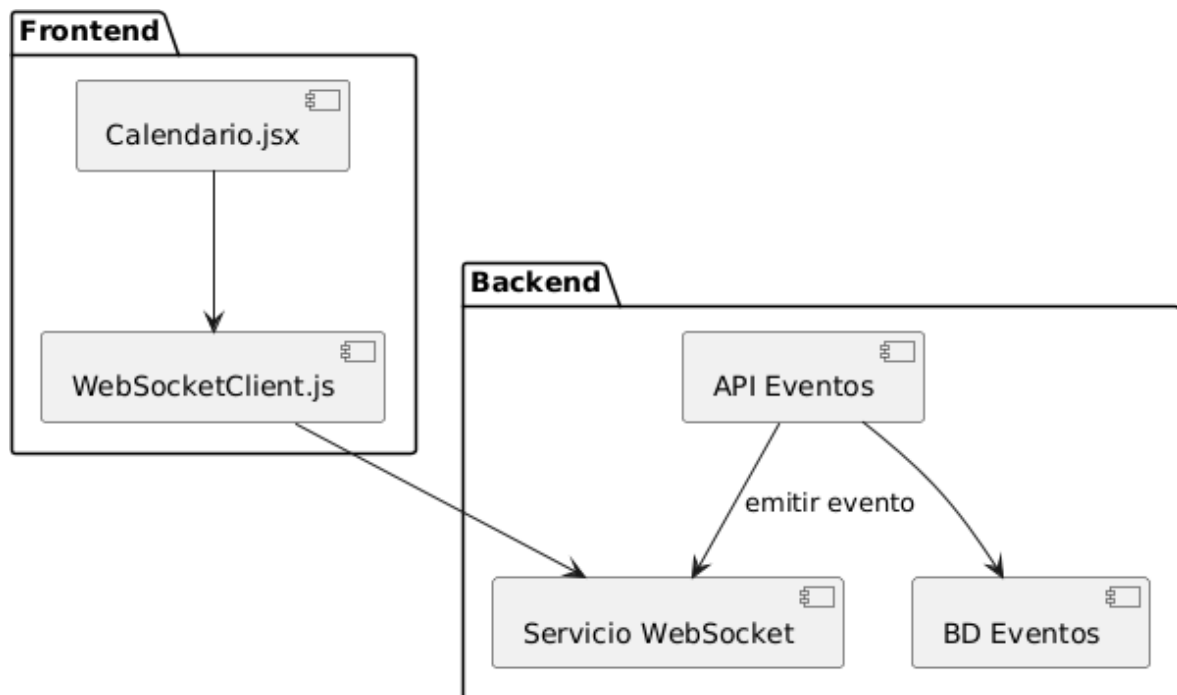 Frontend
Calendario.jsx
WebSocketClient.js
Backend
API Eventos
emitir evento
Servicio WebSocket
BD Eventos